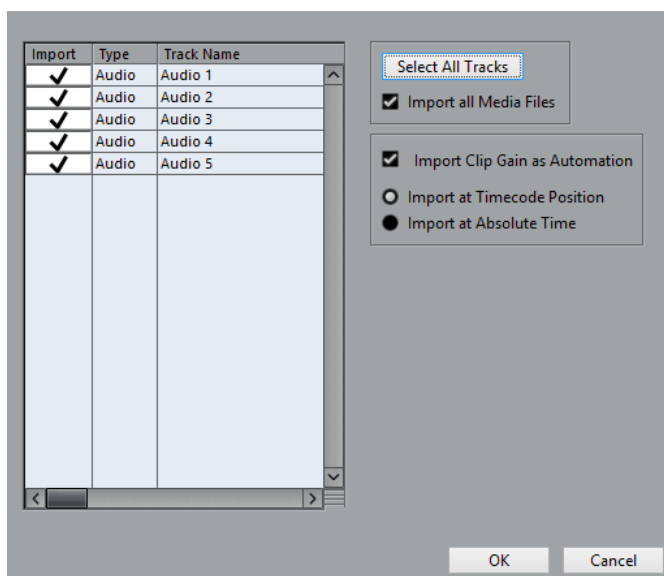 Import Type Track Name
Audio Audio 1
Audio Audio 2
Audio Audio 3
Audio Audio 4
Audio Audio 5
Select All Tracks
Import all Media Files
Import Clip Gain as Automation
Import at Timecode Position
Import at Absolute Time
OK Cancel